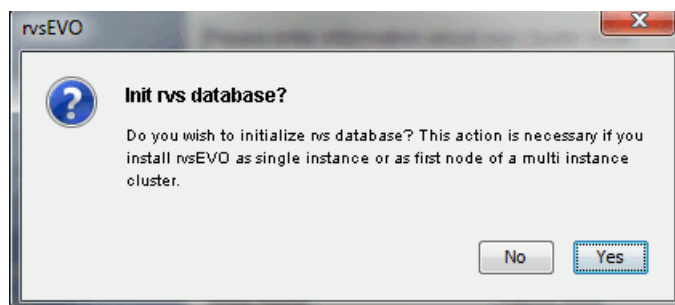 rvsEVO
Init rvs database?
Do you wish to initialize rvs database? This action is necessary if you
install rvsEVO as single instance or as first node of a multi instance
cluster.
No
Yes